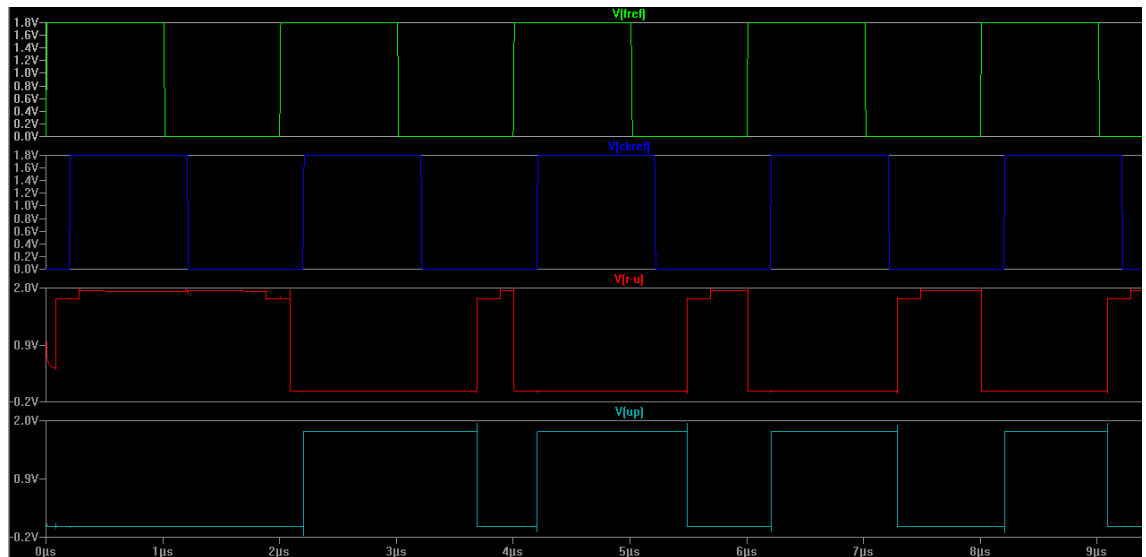 V(fref)
1.8V
1.6V
1.4V
1.2V
1.0V
0.8V
0.6V
0.4V
0.2V
0.0V
V(ckref)
1.8V
1.6V
1.4V
1.2V
1.0V
0.8V
0.6V
0.4V
0.2V
0.0V
V(r-u)
2.0V
0.9V
-0.2V
V(up)
2.0V
0.9V
-0.2V
0µs 1µs 2µs 3µs 4µs 5µs 6µs 7µs 8µs 9µs